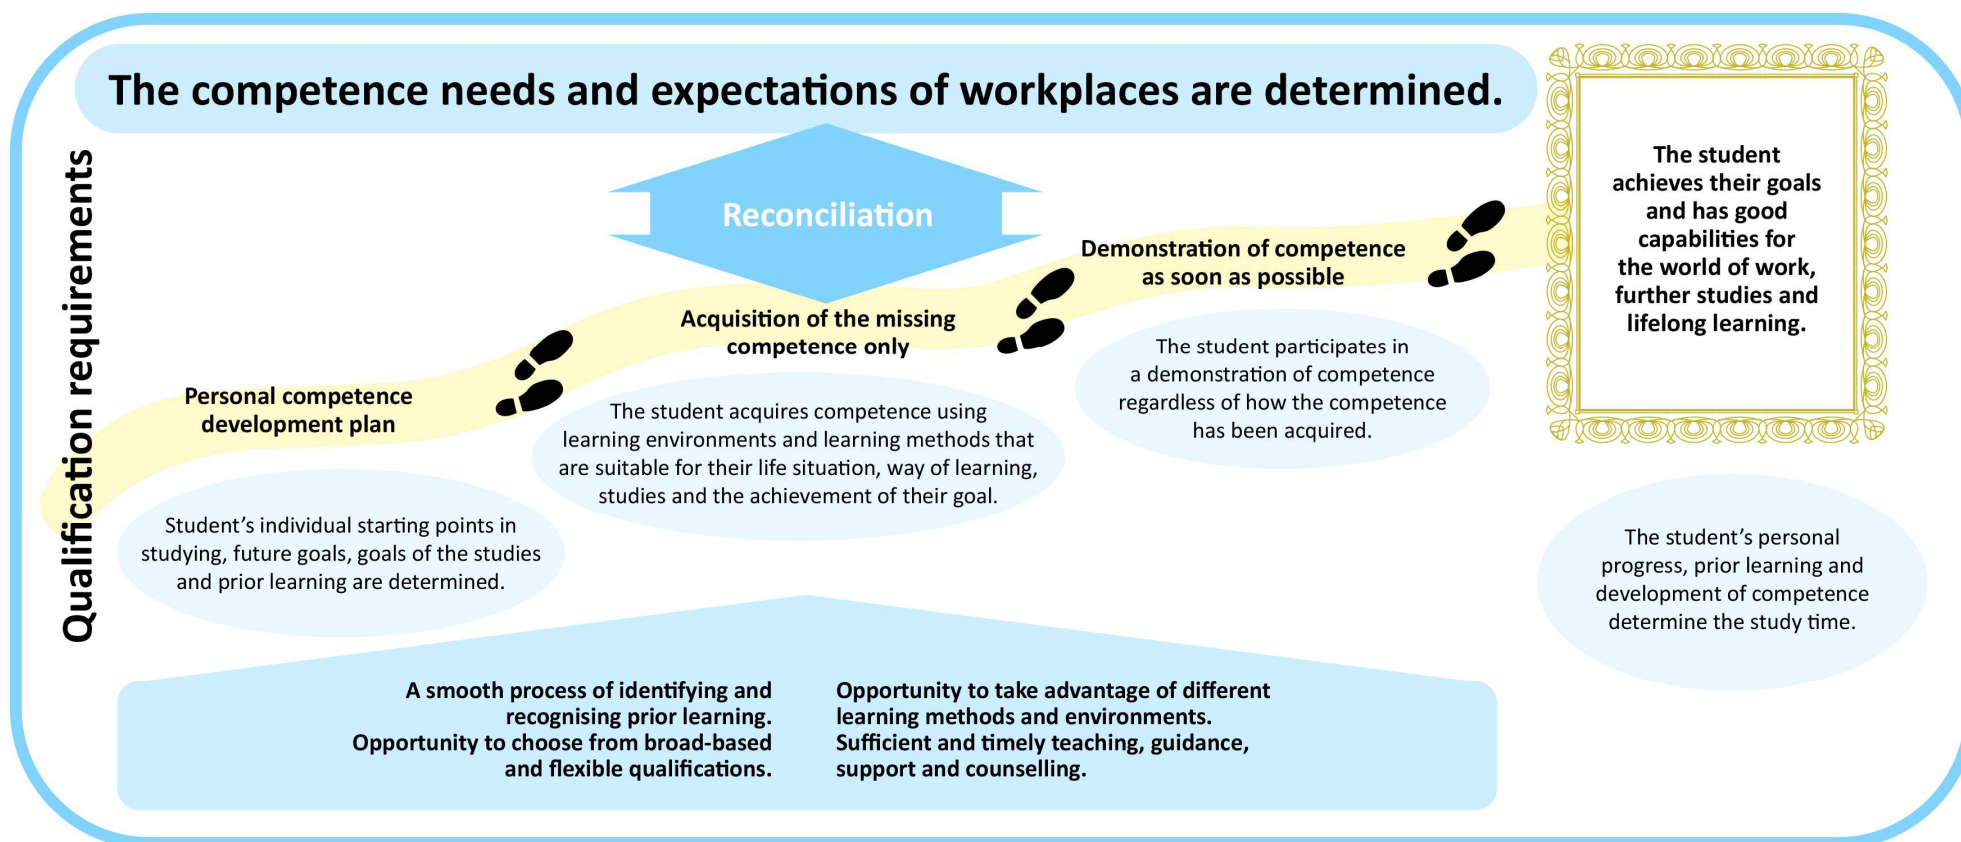 The competence needs and expectations of workplaces are determined.
Qualification requirements
Reconciliation
Personal competence
development plan
Student’s individual starting points in
studying, future goals, goals of the studies
and prior learning are determined.
Acquisition of the missing
competence only
The student acquires competence using
learning environments and learning methods that
are suitable for their life situation, way of learning,
studies and the achievement of their goal.
Demonstration of competence
as soon as possible
The student participates in
a demonstration of competence
regardless of how the competence
has been acquired.
The student
achieves their goals
and has good
capabilities for
the world of work,
further studies and
lifelong learning.
The student’s personal
progress, prior learning and
development of competence
determine the study time.
A smooth process of identifying and
recognising prior learning.
Opportunity to choose from broad-based
and flexible qualifications.
Opportunity to take advantage of different
learning methods and environments.
Sufficient and timely teaching, guidance,
support and counselling.